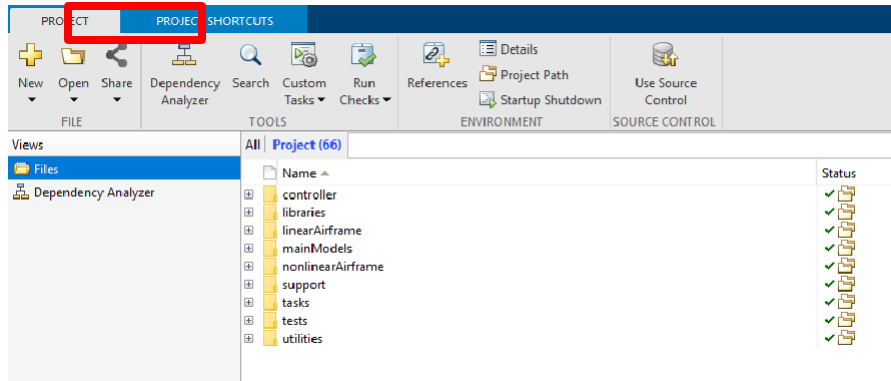 PROJECT PROJECT SHORTCUTS
New Open Share Dependency Analyzer Search Custom Tasks Run Checks References Details Project Path Startup Shutdown Use Source Control
FILE TOOLS ENVIRONMENT SOURCE CONTROL
Views All Project (66)
Files Name Status
Dependency Analyzer
controller
libraries
linearAirframe
mainModels
nonlinearAirframe
support
tasks
tests
utilities